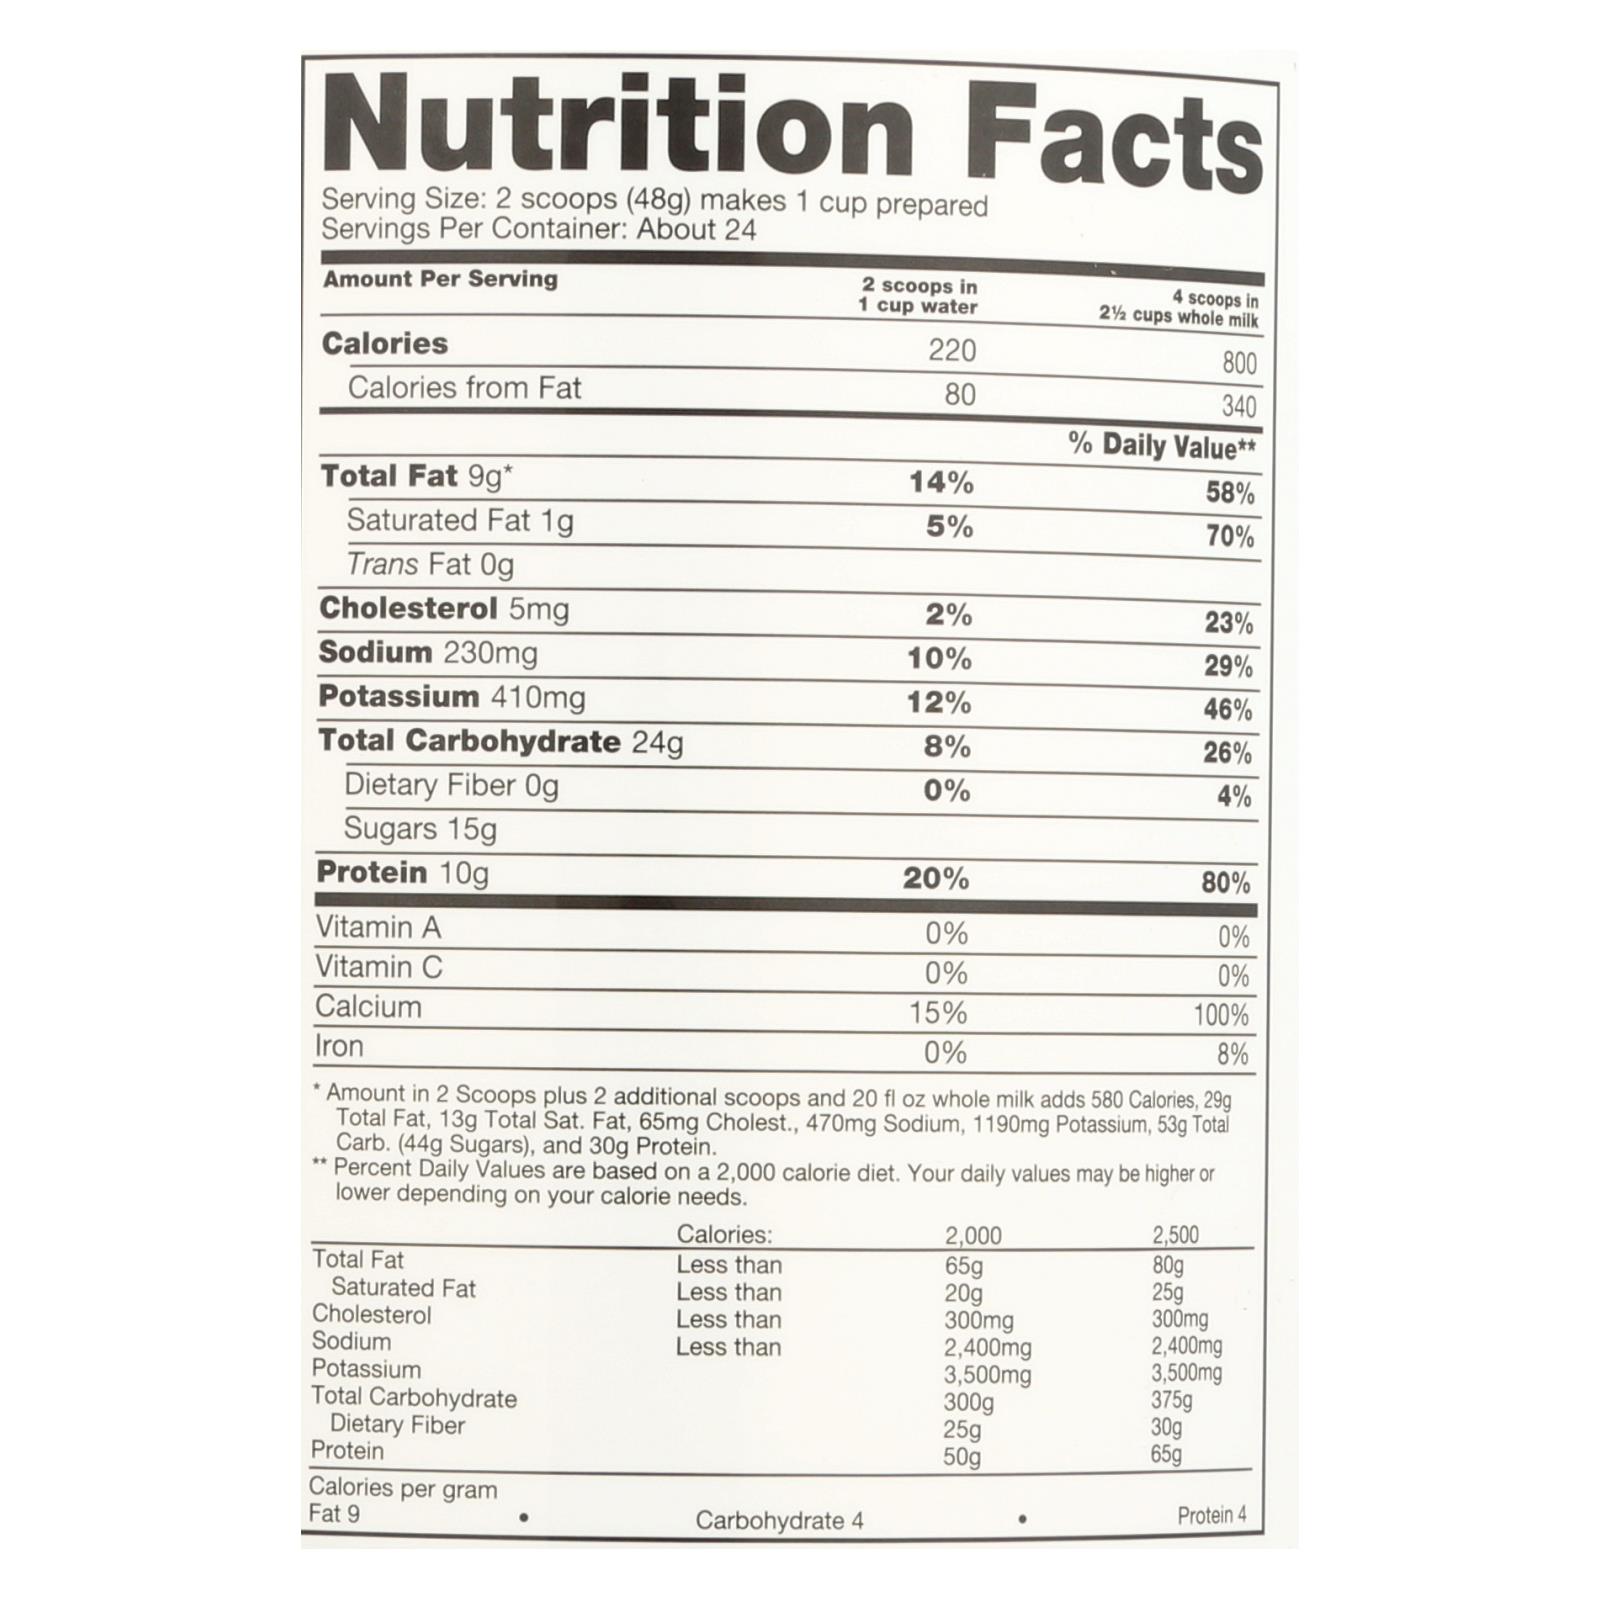 Nutrition Facts
Serving Size: 2 scoops (48g) makes 1 cup prepared
Servings Per Container: About 24
Amount Per Serving 2 scoops in 1 cup water 4 scoops in 2½ cups whole milk
Calories 220 800
Calories from Fat 80 340
% Daily Value**
Total Fat 9g* 14% 58%
Saturated Fat 1g 5% 70%
Trans Fat 0g
Cholesterol 5mg 2% 23%
Sodium 230mg 10% 29%
Potassium 410mg 12% 46%
Total Carbohydrate 24g 8% 26%
Dietary Fiber 0g 0% 4%
Sugars 15g
Protein 10g 20% 80%
Vitamin A 0% 0%
Vitamin C 0% 0%
Calcium 15% 100%
Iron 0% 8%
* Amount in 2 Scoops plus 2 additional scoops and 20 fl oz whole milk adds 580 Calories, 29g
Total Fat, 13g Total Sat. Fat, 65mg Cholest., 470mg Sodium, 1190mg Potassium, 53g Total
Carb. (44g Sugars), and 30g Protein.
** Percent Daily Values are based on a 2,000 calorie diet. Your daily values may be higher or
lower depending on your calorie needs.
Calories: 2,000 2,500
Total Fat Less than 65g 80g
Saturated Fat Less than 20g 25g
Cholesterol Less than 300mg 300mg
Sodium Less than 2,400mg 2,400mg
Potassium 3,500mg 3,500mg
Total Carbohydrate 300g 375g
Dietary Fiber 25g 30g
Protein 50g 65g
Calories per gram
Fat 9 • Carbohydrate 4 • Protein 4